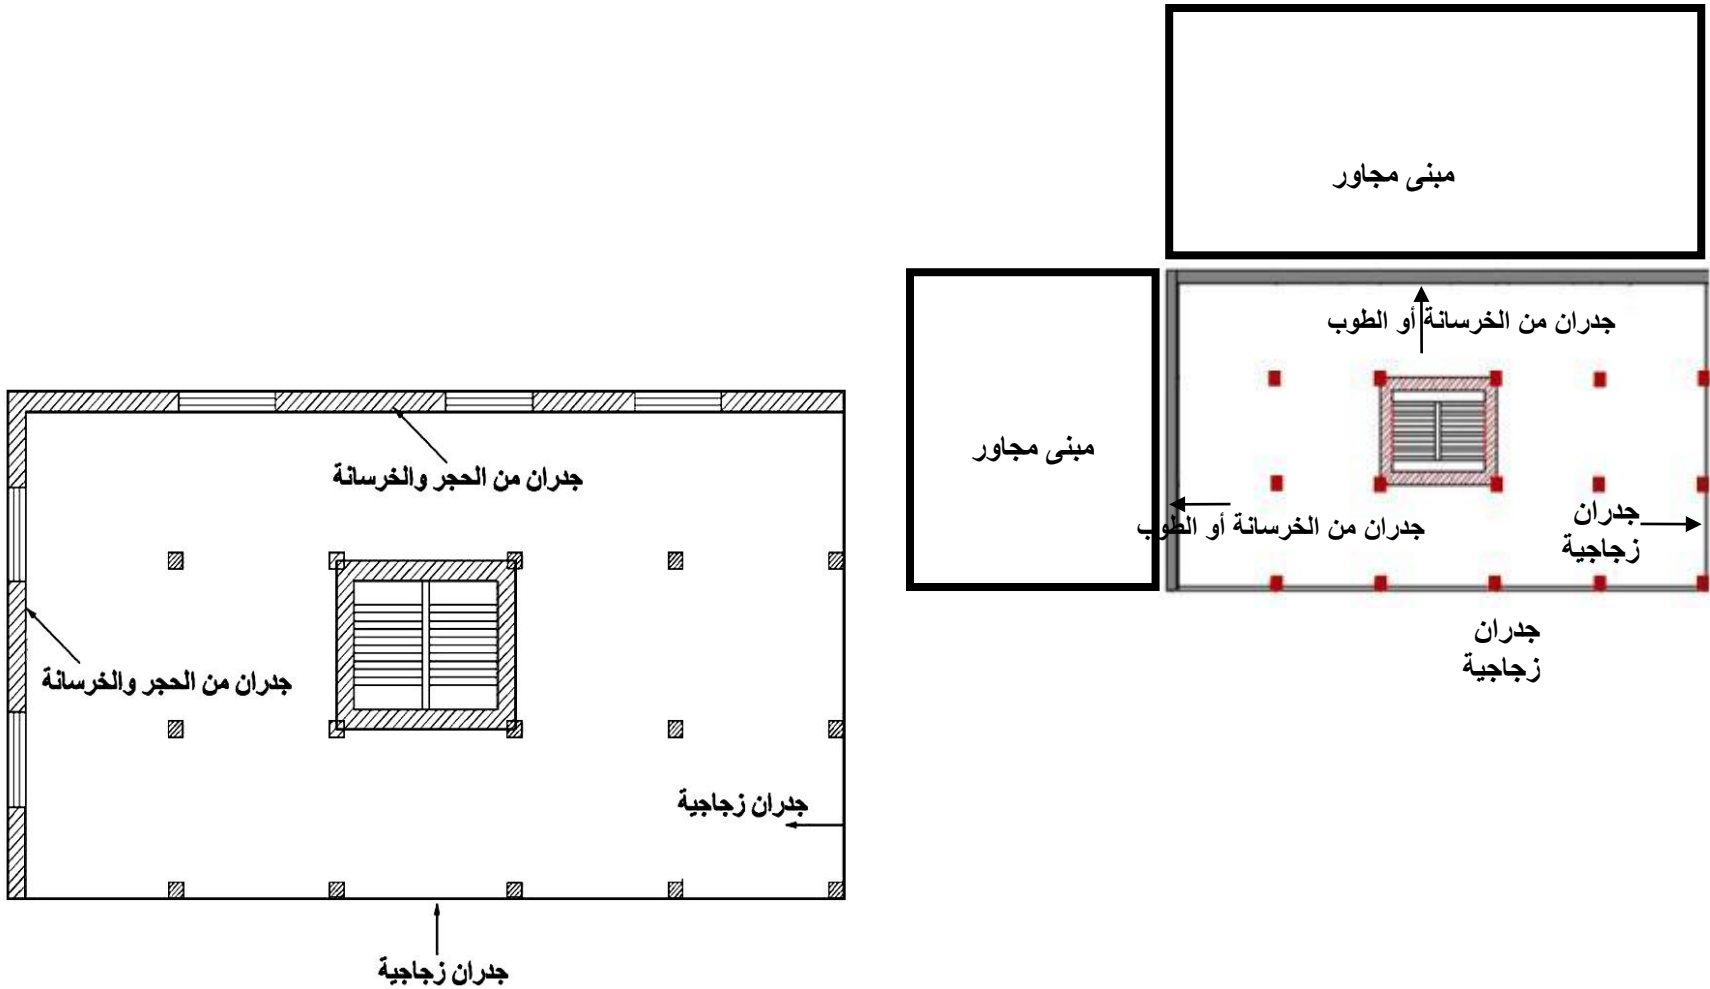 مبنى مجاور
جدران من الخرسانة أو الطوب
مبنى مجاور
جدران من الخرسانة أو الطوب
جدران
زجاجية
جدران
زجاجية
جدران من الحجر والخرسانة
جدران من الحجر والخرسانة
جدران زجاجية
جدران زجاجية